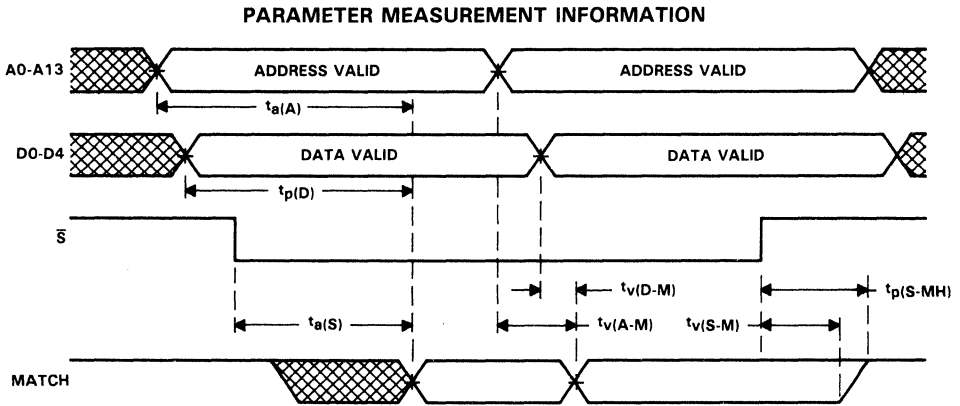 PARAMETER MEASUREMENT INFORMATION
A0-A13
ADDRESS VALID
ADDRESS VALID
ta(A)
D0-D4
DATA VALID
DATA VALID
tp(D)
S̅
tv(D-M)
tp(S-MH)
ta(S)
tv(A-M)
tv(S-M)
MATCH